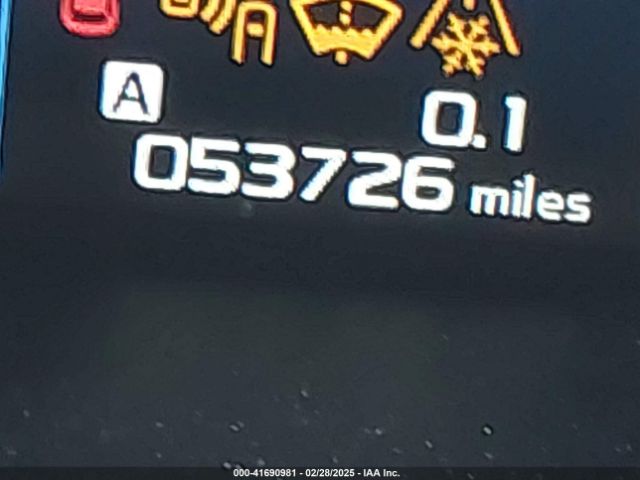 A
A 0.1
053726 miles
000-41690981 - 02/28/2025 - IAA Inc.